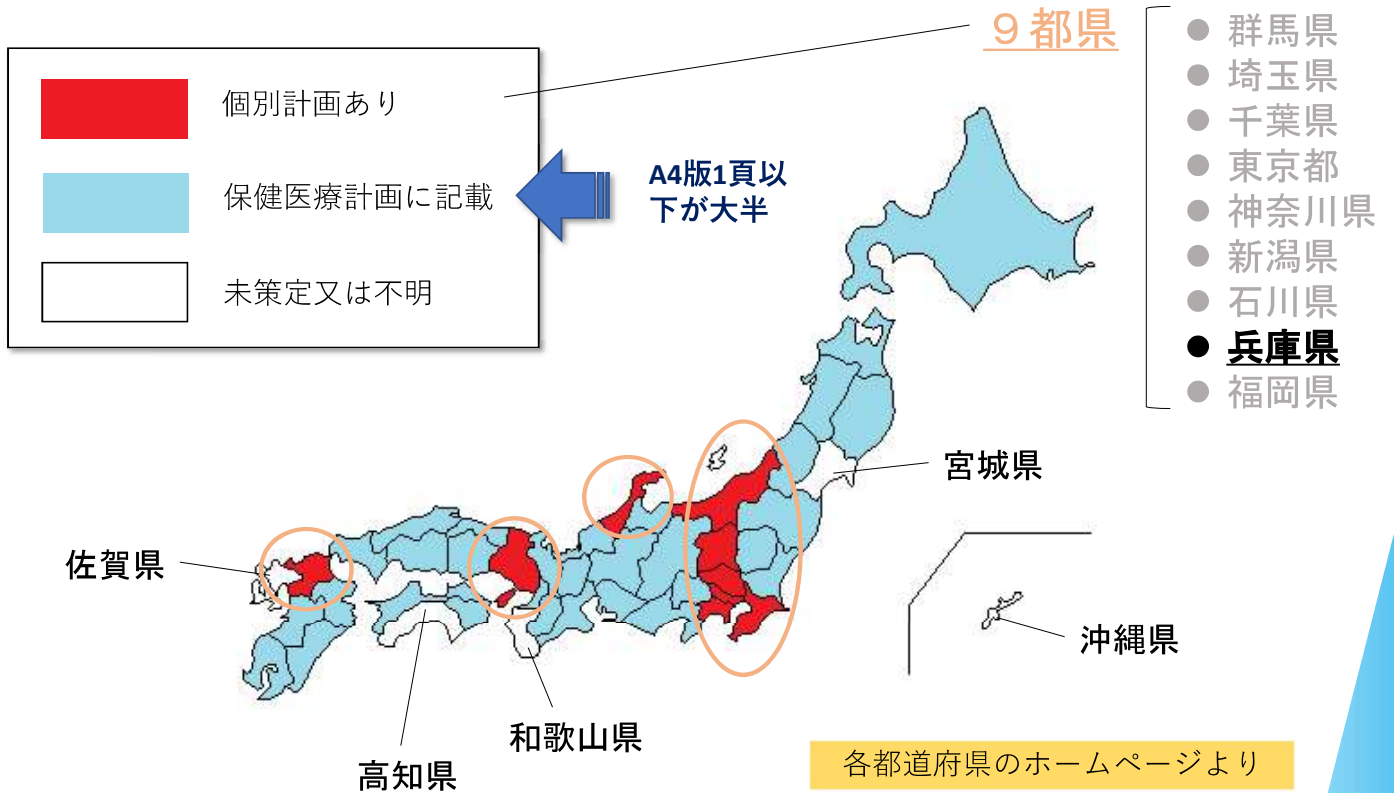 ９都県
● 群馬県
● 埼玉県
● 千葉県
● 東京都
● 神奈川県
● 新潟県
● 石川県
● 兵庫県
● 福岡県
個別計画あり
保健医療計画に記載
未策定又は不明
A4版1頁以
下が大半
宮城県
佐賀県
沖縄県
和歌山県
高知県
各都道府県のホームページより